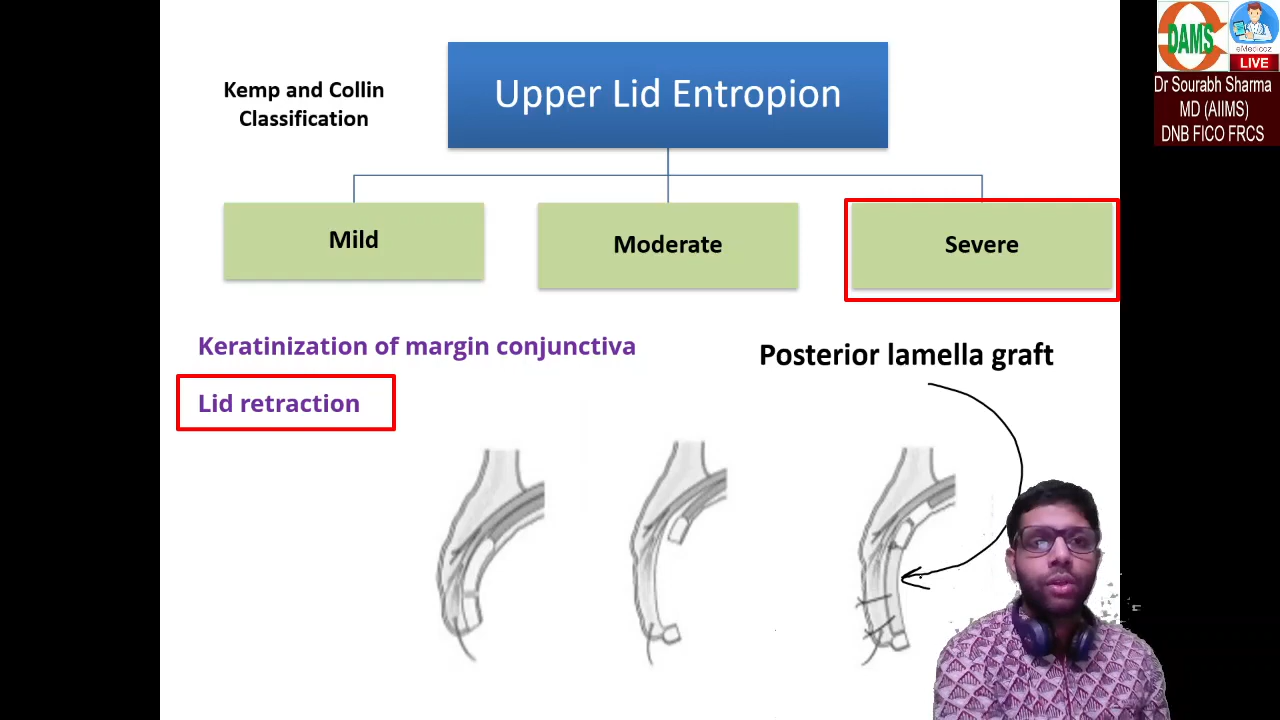 Kemp and Collin
Classification
Upper Lid Entropion
Mild
Moderate
Severe
Keratinization of margin conjunctiva
Lid retraction
Posterior lamella graft
DAMS
eMedicoz
LIVE
Dr Sourabh Sharma
MD (AIIMS)
DNB FICO FRCS